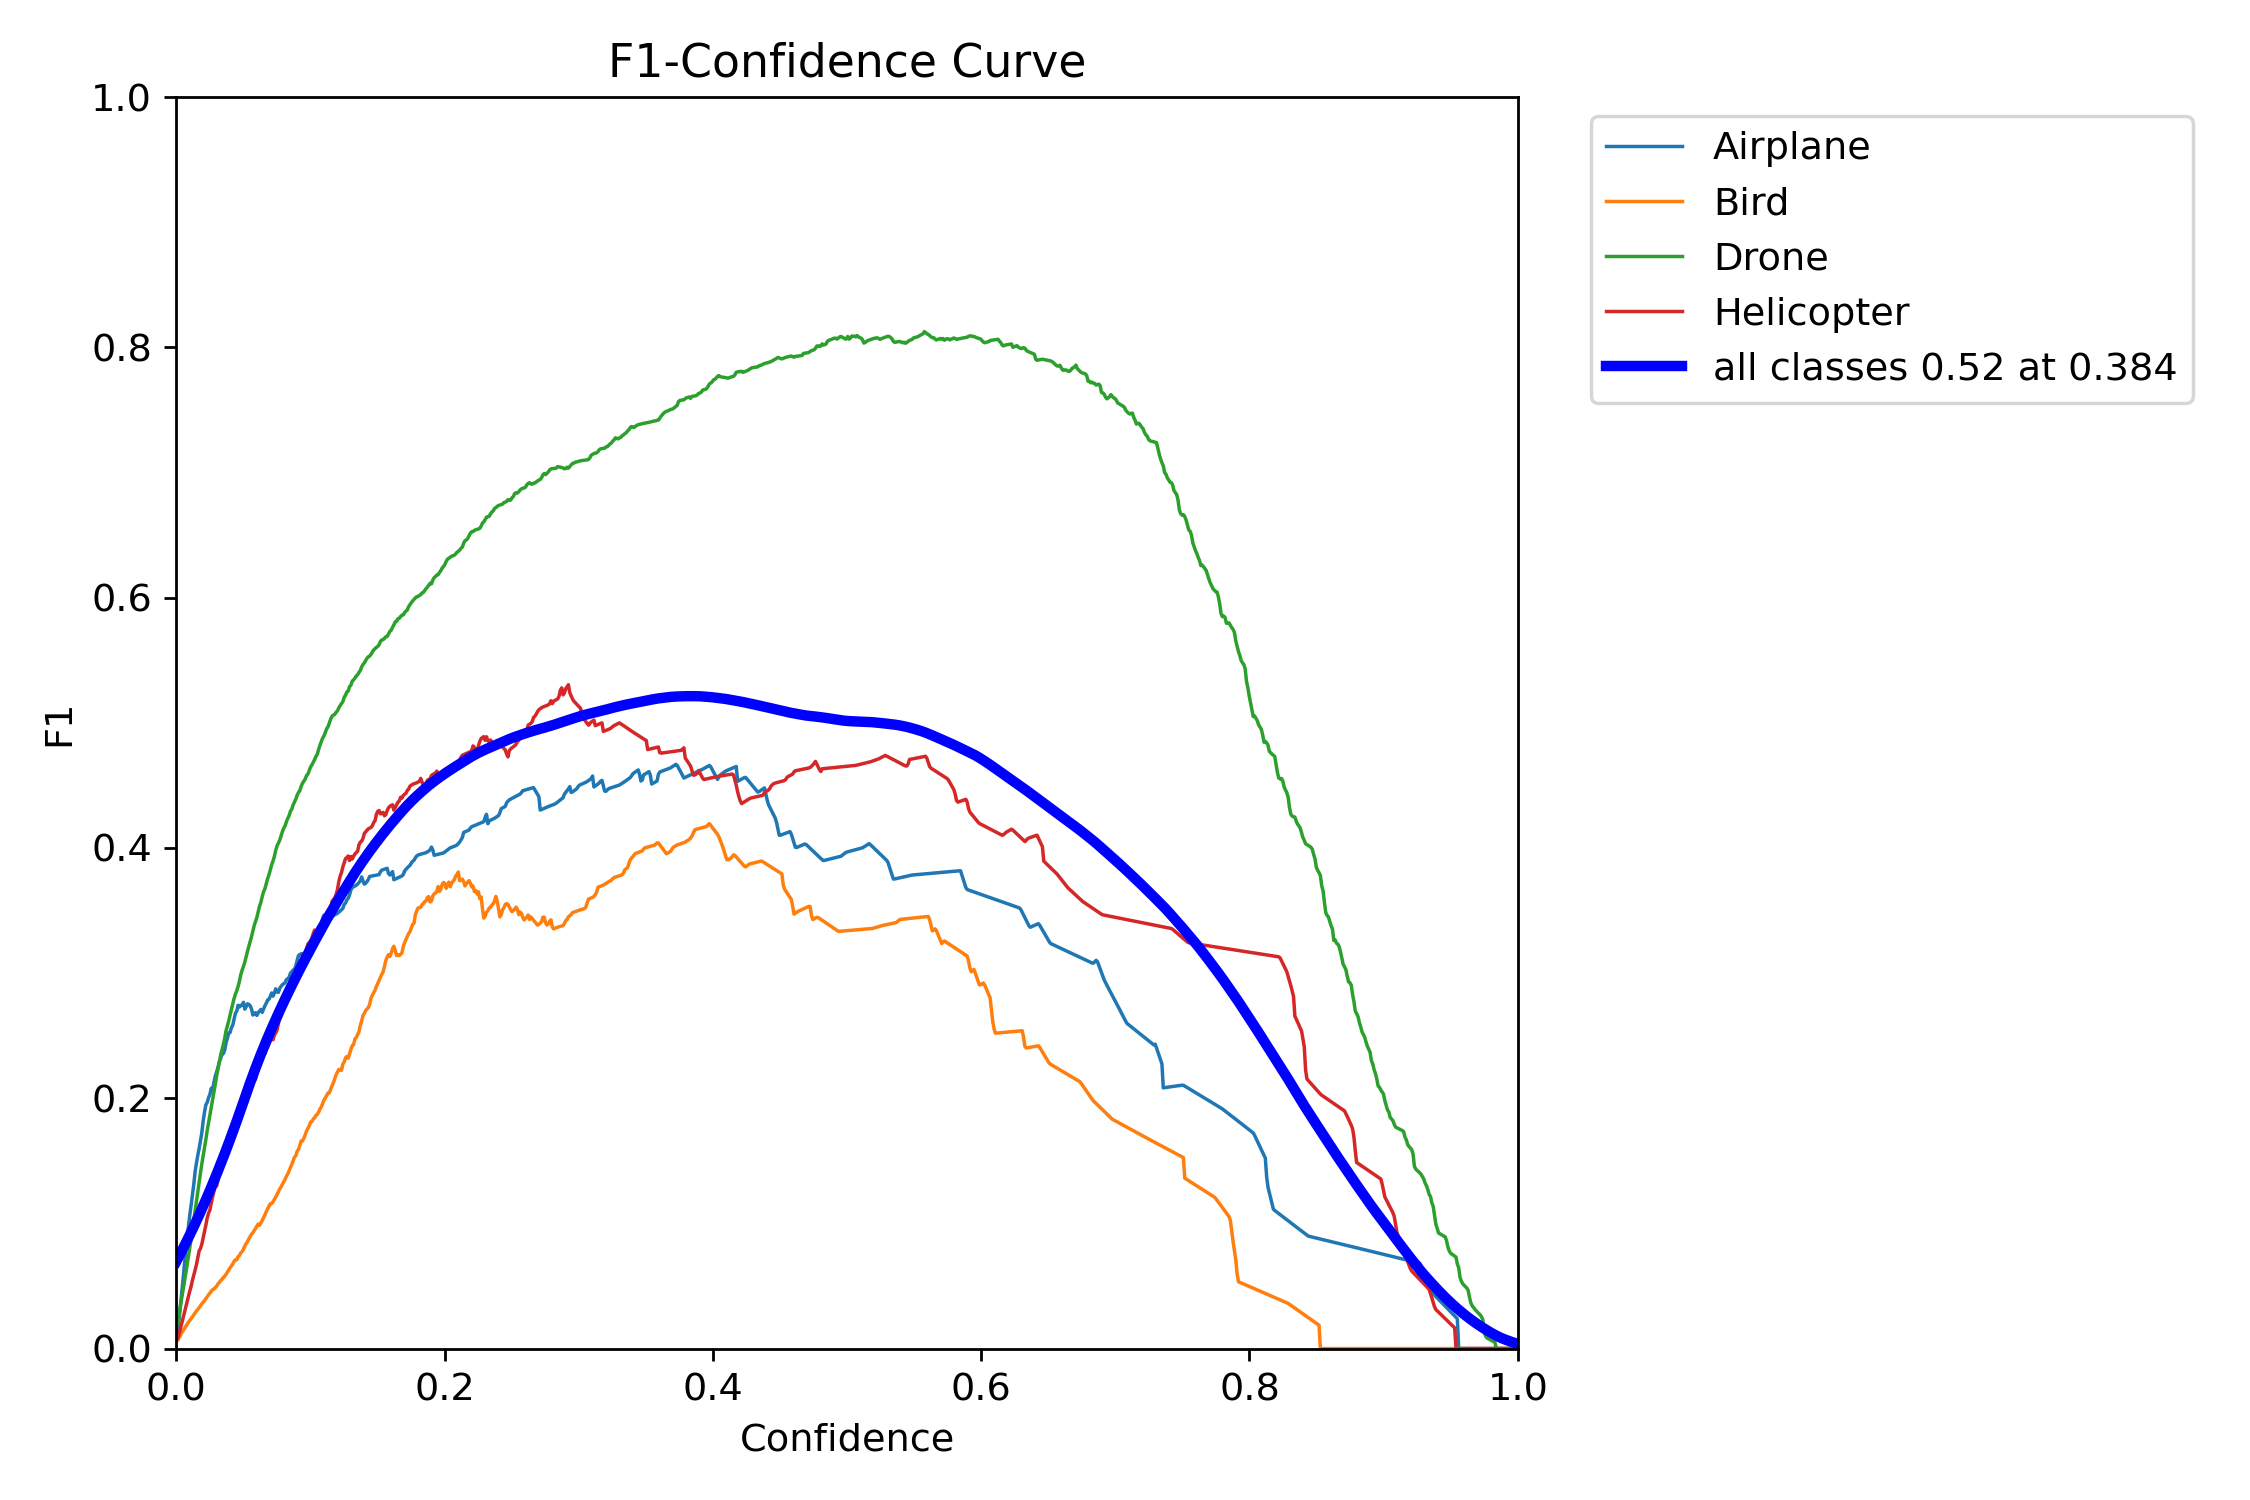 F1-Confidence Curve
1.0
0.8
0.6
0.4
0.2
0.0
F1
0.0 0.2 0.4 0.6 0.8 1.0
Confidence
Airplane
Bird
Drone
Helicopter
all classes 0.52 at 0.384